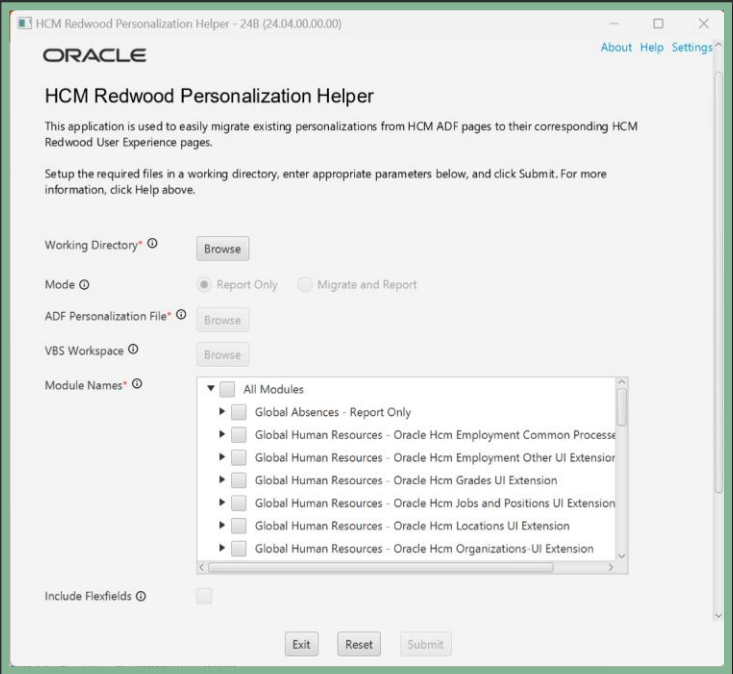 HCM Redwood Personalization Helper - 24B (24.04.00.00.00)
ORACLE
About Help Settings
HCM Redwood Personalization Helper
This application is used to easily migrate existing personalizations from HCM ADF pages to their corresponding HCM
Redwood User Experience pages.
Setup the required files in a working directory, enter appropriate parameters below, and click Submit. For more
information, click Help above.
Working Directory* Browse
Mode Report Only Migrate and Report
ADF Personalization File* Browse
VBS Workspace Browse
Module Names* All Modules
Global Absences - Report Only
Global Human Resources - Oracle Hcm Employment Common Processe
Global Human Resources - Oracle Hcm Employment Other UI Extension
Global Human Resources - Oracle Hcm Grades UI Extension
Global Human Resources - Oracle Hcm Jobs and Positions UI Extension
Global Human Resources - Oracle Hcm Locations UI Extension
Global Human Resources - Oracle Hcm Organizations-UI Extension
Include Flexfields
Exit Reset Submit